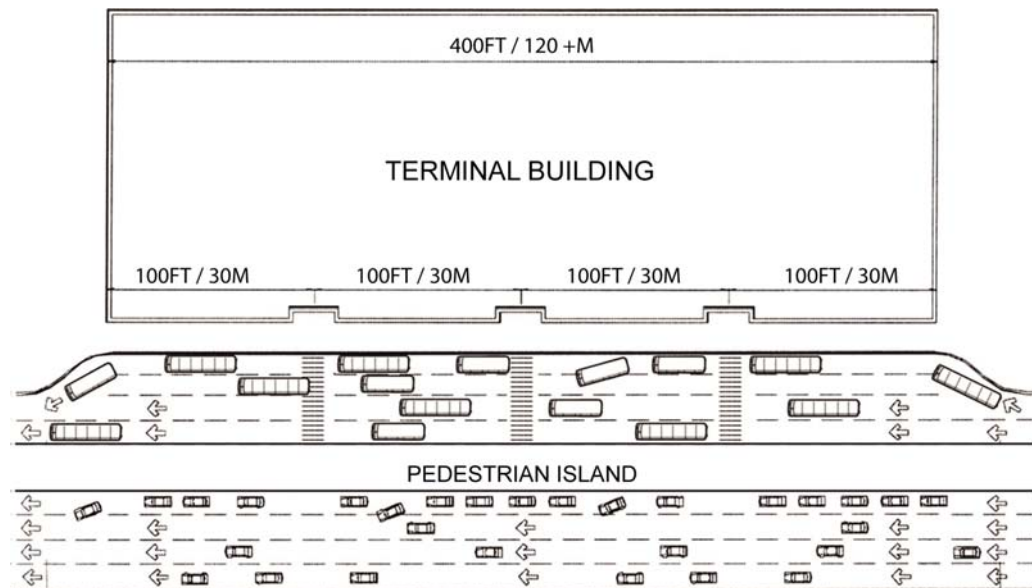 400FT / 120 +M
TERMINAL BUILDING
100FT / 30M 100FT / 30M 100FT / 30M 100FT / 30M
PEDESTRIAN ISLAND